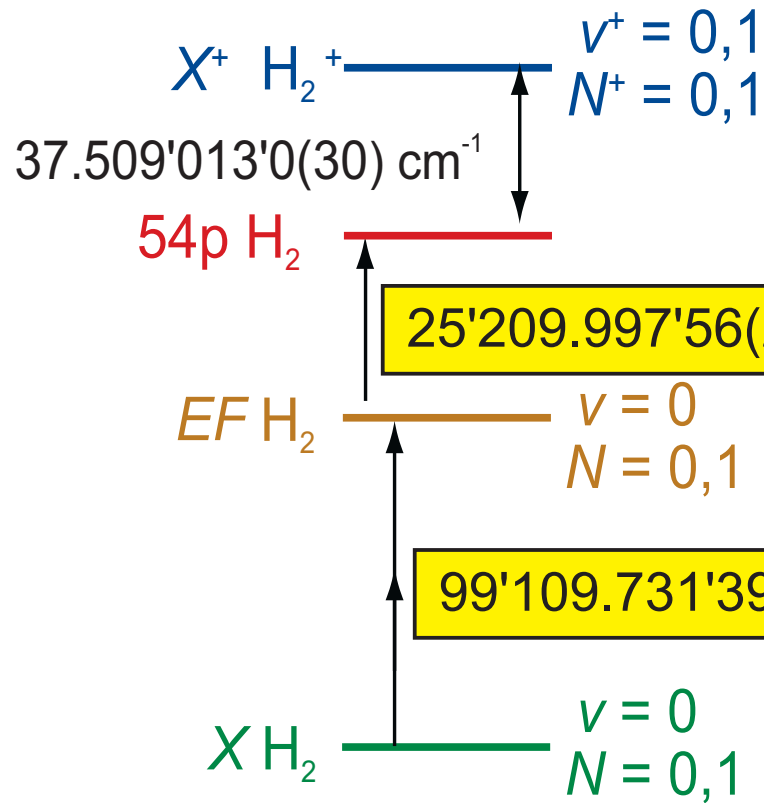 X⁺ H₂⁺
v⁺ = 0,1
N⁺ = 0,1
37.509'013'0(30) cm⁻¹
54p H₂
25'209.997'56(
EF H₂
v = 0
N = 0,1
99'109.731'39
X H₂
v = 0
N = 0,1